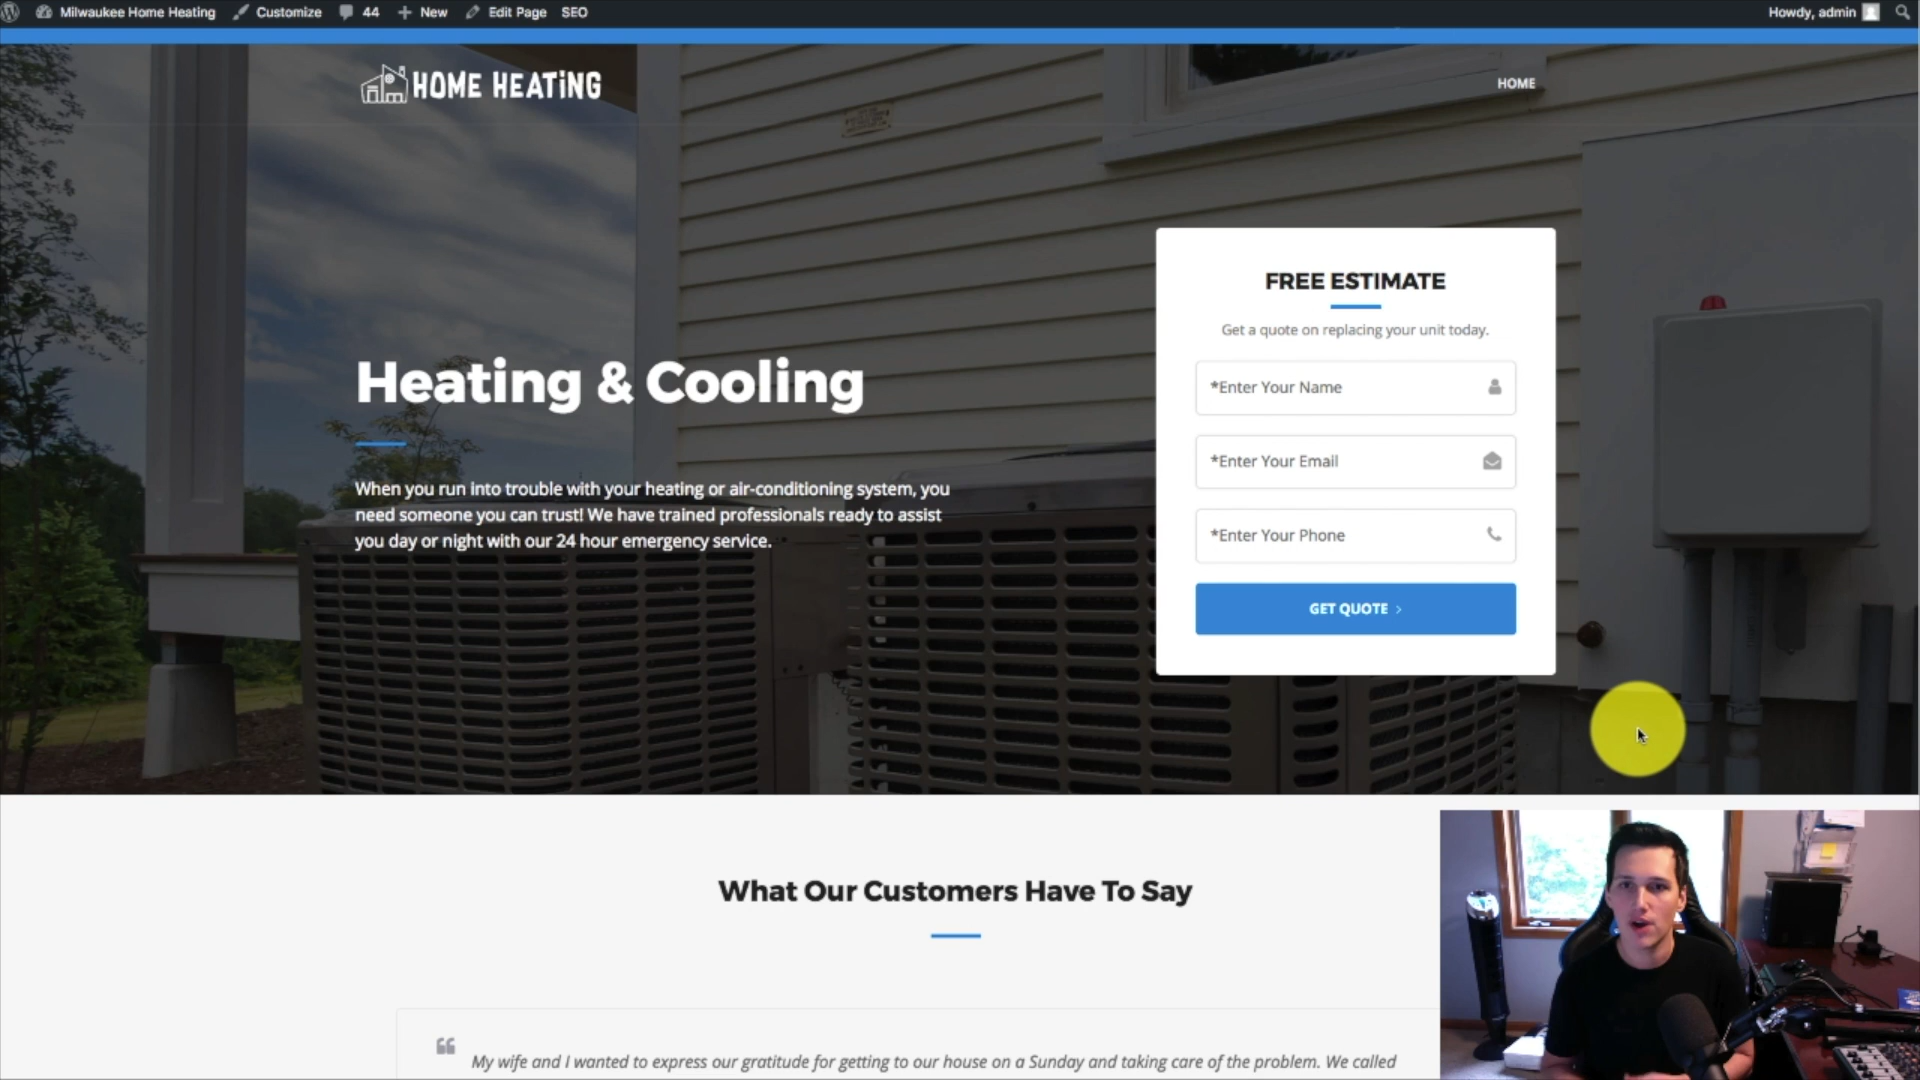 Milwaukee Home Heating Customize 44 New Edit Page SEO Howdy, admin
HOME HEATING
HOME
FREE ESTIMATE
Get a quote on replacing your unit today.
*Enter Your Name
*Enter Your Email
*Enter Your Phone
GET QUOTE >
Heating & Cooling
When you run into trouble with your heating or air-conditioning system, you
need someone you can trust! We have trained professionals ready to assist
you day or night with our 24 hour emergency service.
What Our Customers Have To Say
My wife and I wanted to express our gratitude for getting to our house on a Sunday and taking care of the problem. We called